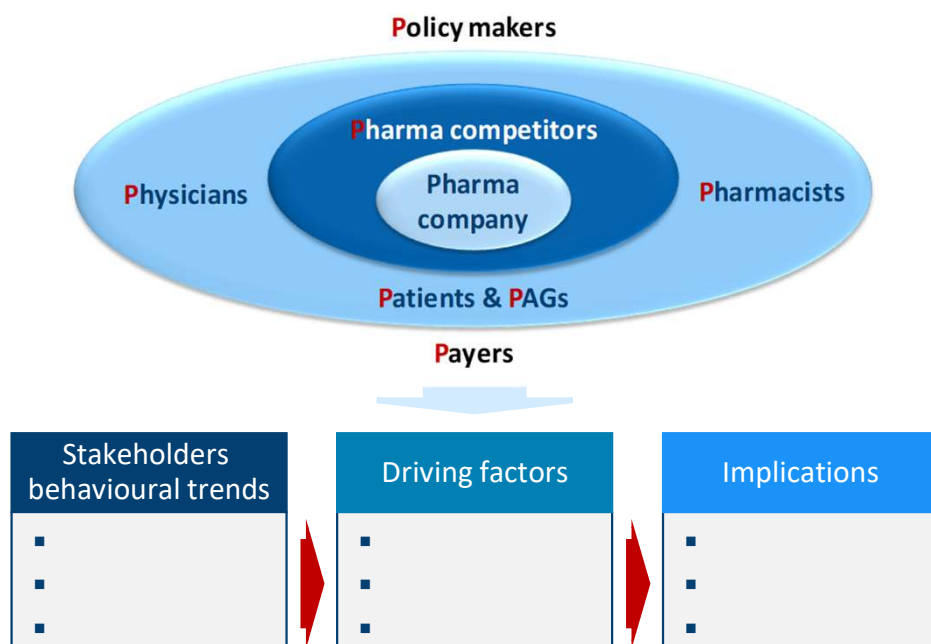 Policy makers
Pharma competitors
Physicians
Pharma
company
Pharmacists
Patients & PAGs
Payers
Stakeholders
behavioural trends
Driving factors
Implications